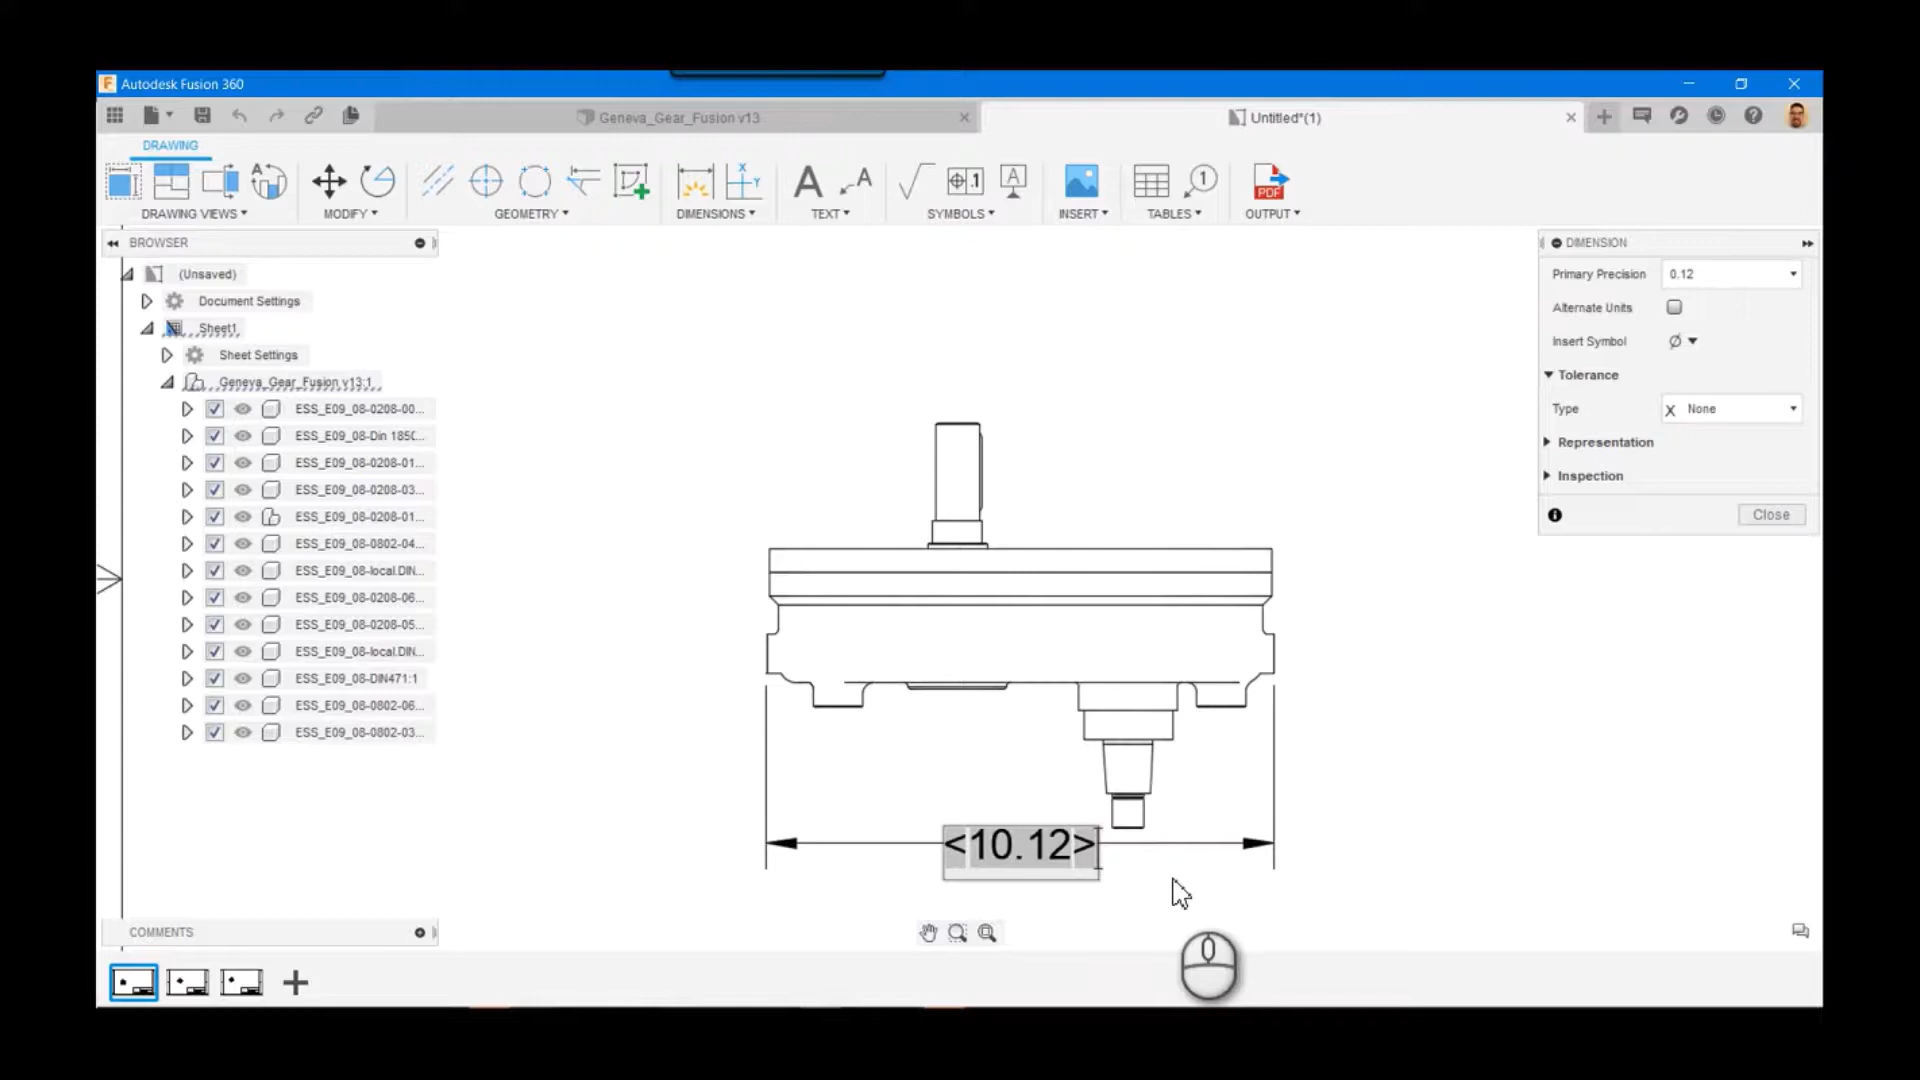 Autodesk Fusion 360
Geneva_Gear_Fusion v13
Untitled*(1)
DRAWING
DRAWING VIEWS
MODIFY
GEOMETRY
DIMENSIONS
TEXT
SYMBOLS
INSERT
TABLES
OUTPUT
BROWSER
(Unsaved)
Document Settings
Sheet1
Sheet Settings
Geneva_Gear_Fusion v13:1
ESS_E09_08-0208-00...
ESS_E09_08-Din 1850...
ESS_E09_08-0208-01...
ESS_E09_08-0208-03...
ESS_E09_08-0208-01...
ESS_E09_08-0802-04...
ESS_E09_08-local.DIN...
ESS_E09_08-0208-06...
ESS_E09_08-0208-05...
ESS_E09_08-local.DIN...
ESS_E09_08-DIN471:1
ESS_E09_08-0802-06...
ESS_E09_08-0802-03...
DIMENSION
Primary Precision 0.12
Alternate Units
Insert Symbol Ø
Tolerance
Type None
Representation
Inspection
Close
<10.12>
COMMENTS